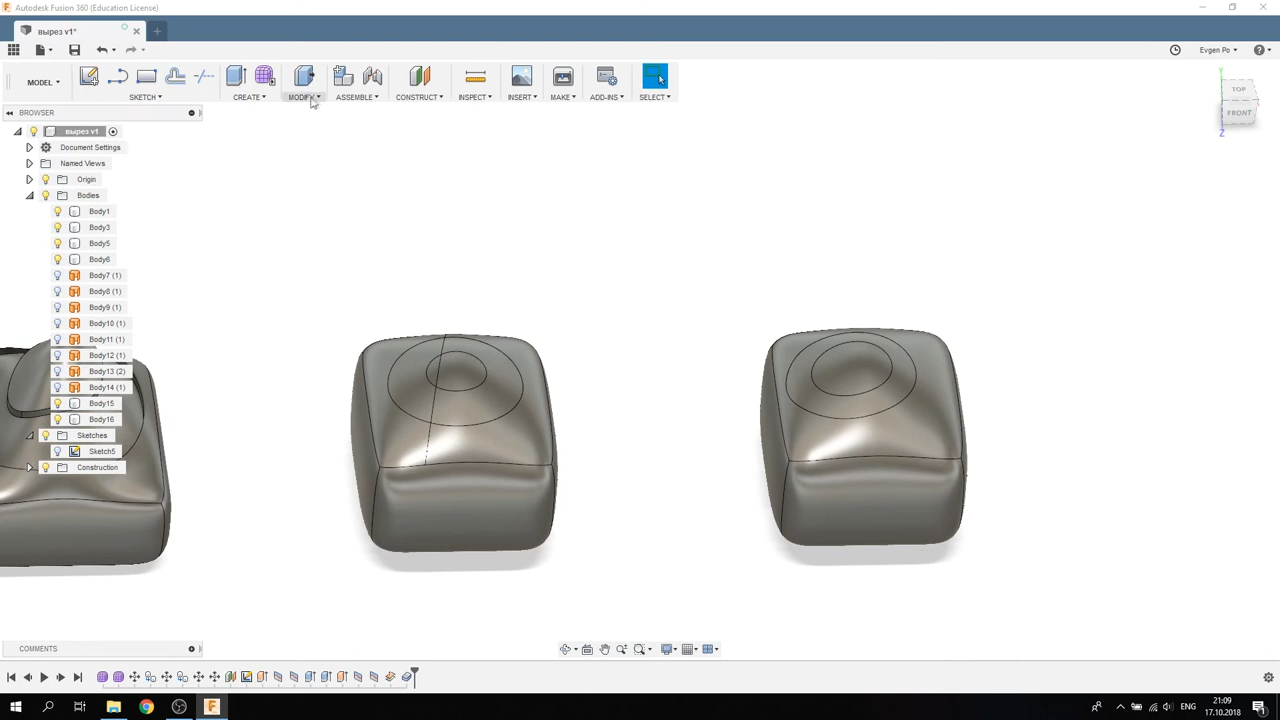 Autodesk Fusion 360 (Education License)
вырез v1*
Evgen Po
MODEL
SKETCH
CREATE
MODIFY
ASSEMBLE
CONSTRUCT
INSPECT
INSERT
MAKE
ADD-INS
SELECT
TOP
FRONT
Y
Z
BROWSER
вырез v1
Document Settings
Named Views
Origin
Bodies
Body1
Body3
Body5
Body6
Body7 (1)
Body8 (1)
Body9 (1)
Body10 (1)
Body11 (1)
Body12 (1)
Body13 (2)
Body14 (1)
Body15
Body16
Sketches
Sketch5
Construction
COMMENTS
ENG
21:09
17.10.2018